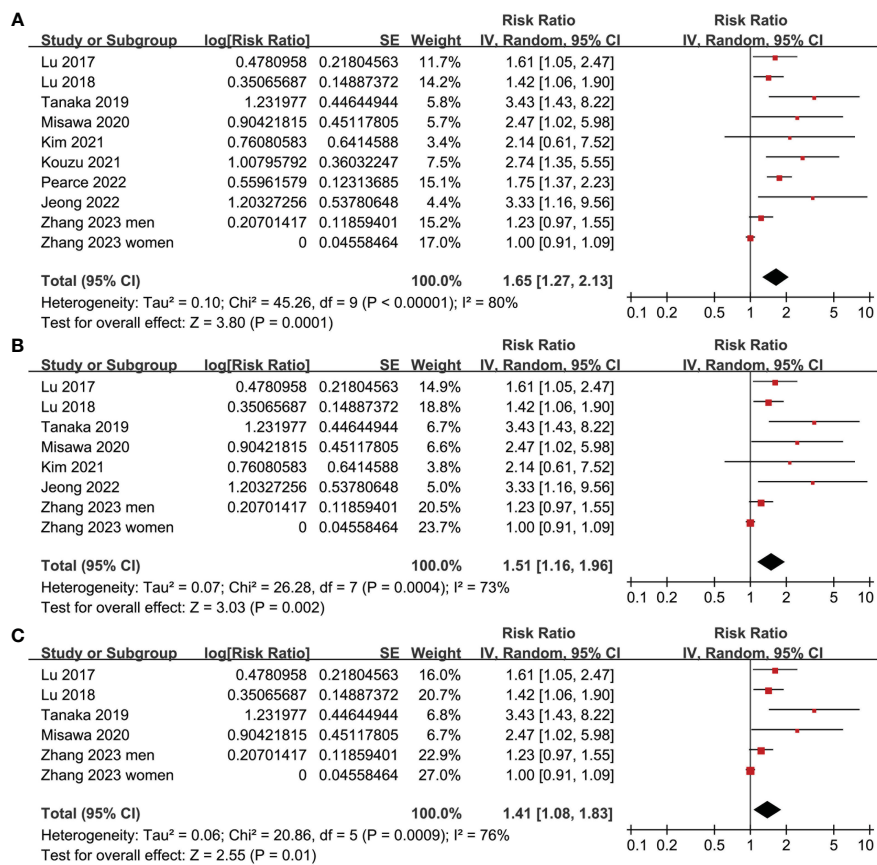 A
Risk Ratio Risk Ratio
Study or Subgroup log[Risk Ratio] SE Weight IV, Random, 95% CI IV, Random, 95% CI
Lu 2017 0.4780958 0.21804563 11.7% 1.61 [1.05, 2.47]
Lu 2018 0.35065687 0.14887372 14.2% 1.42 [1.06, 1.90]
Tanaka 2019 1.231977 0.44644944 5.8% 3.43 [1.43, 8.22]
Misawa 2020 0.90421815 0.45117805 5.7% 2.47 [1.02, 5.98]
Kim 2021 0.76080583 0.6414588 3.4% 2.14 [0.61, 7.52]
Kouzu 2021 1.00795792 0.36032247 7.5% 2.74 [1.35, 5.55]
Pearce 2022 0.55961579 0.12313685 15.1% 1.75 [1.37, 2.23]
Jeong 2022 1.20327256 0.53780648 4.4% 3.33 [1.16, 9.56]
Zhang 2023 men 0.20701417 0.11859401 15.2% 1.23 [0.97, 1.55]
Zhang 2023 women 0 0.04558464 17.0% 1.00 [0.91, 1.09]
Total (95% CI) 100.0% 1.65 [1.27, 2.13]
Heterogeneity: Tau² = 0.10; Chi² = 45.26, df = 9 (P < 0.00001); I² = 80%
Test for overall effect: Z = 3.80 (P = 0.0001)
0.1 0.2 0.5 1 2 5 10
B
Risk Ratio Risk Ratio
Study or Subgroup log[Risk Ratio] SE Weight IV, Random, 95% CI IV, Random, 95% CI
Lu 2017 0.4780958 0.21804563 14.9% 1.61 [1.05, 2.47]
Lu 2018 0.35065687 0.14887372 18.8% 1.42 [1.06, 1.90]
Tanaka 2019 1.231977 0.44644944 6.7% 3.43 [1.43, 8.22]
Misawa 2020 0.90421815 0.45117805 6.6% 2.47 [1.02, 5.98]
Kim 2021 0.76080583 0.6414588 3.8% 2.14 [0.61, 7.52]
Jeong 2022 1.20327256 0.53780648 5.0% 3.33 [1.16, 9.56]
Zhang 2023 men 0.20701417 0.11859401 20.5% 1.23 [0.97, 1.55]
Zhang 2023 women 0 0.04558464 23.7% 1.00 [0.91, 1.09]
Total (95% CI) 100.0% 1.51 [1.16, 1.96]
Heterogeneity: Tau² = 0.07; Chi² = 26.28, df = 7 (P = 0.0004); I² = 73%
Test for overall effect: Z = 3.03 (P = 0.002)
0.1 0.2 0.5 1 2 5 10
C
Risk Ratio Risk Ratio
Study or Subgroup log[Risk Ratio] SE Weight IV, Random, 95% CI IV, Random, 95% CI
Lu 2017 0.4780958 0.21804563 16.0% 1.61 [1.05, 2.47]
Lu 2018 0.35065687 0.14887372 20.7% 1.42 [1.06, 1.90]
Tanaka 2019 1.231977 0.44644944 6.8% 3.43 [1.43, 8.22]
Misawa 2020 0.90421815 0.45117805 6.7% 2.47 [1.02, 5.98]
Zhang 2023 men 0.20701417 0.11859401 22.9% 1.23 [0.97, 1.55]
Zhang 2023 women 0 0.04558464 27.0% 1.00 [0.91, 1.09]
Total (95% CI) 100.0% 1.41 [1.08, 1.83]
Heterogeneity: Tau² = 0.06; Chi² = 20.86, df = 5 (P = 0.0009); I² = 76%
Test for overall effect: Z = 2.55 (P = 0.01)
0.1 0.2 0.5 1 2 5 10